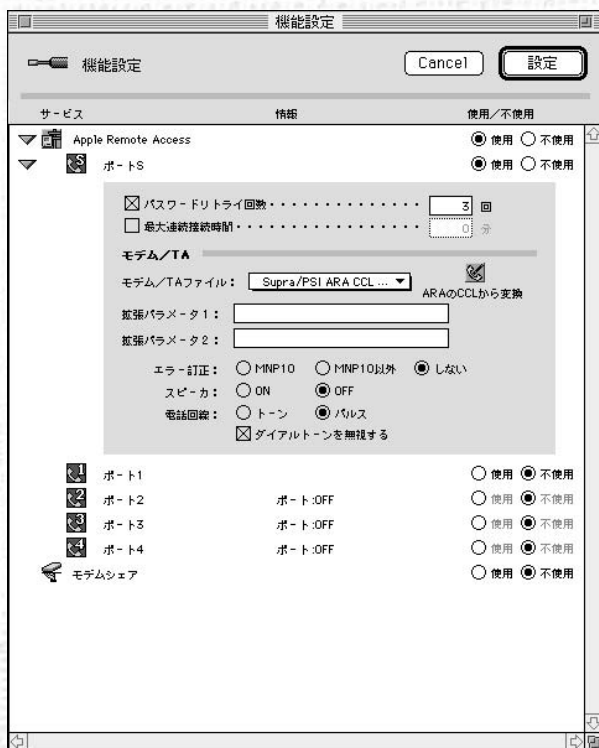 機能設定
機能設定 Cancel 設定
サービス 情報 使用/不使用
Apple Remote Access 使用 不使用
S ポートS 使用 不使用
パスワードリトライ回数・・・・・・・・・・・・・・ 3 回
最大連続接続時間・・・・・・・・・・・・・・・・・ 0 分
モデム/TA
モデム/TAファイル: Supra/PSI ARA CCL ...
ARAのCCLから変換
拡張パラメータ1:
拡張パラメータ2:
エラー訂正: MNP10 MNP10以外 しない
スピーカ: ON OFF
電話回線: トーン パルス
ダイアルトーンを無視する
1 ポート1 使用 不使用
2 ポート2 ポート:OFF 使用 不使用
3 ポート3 ポート:OFF 使用 不使用
4 ポート4 ポート:OFF 使用 不使用
モデムシェア 使用 不使用